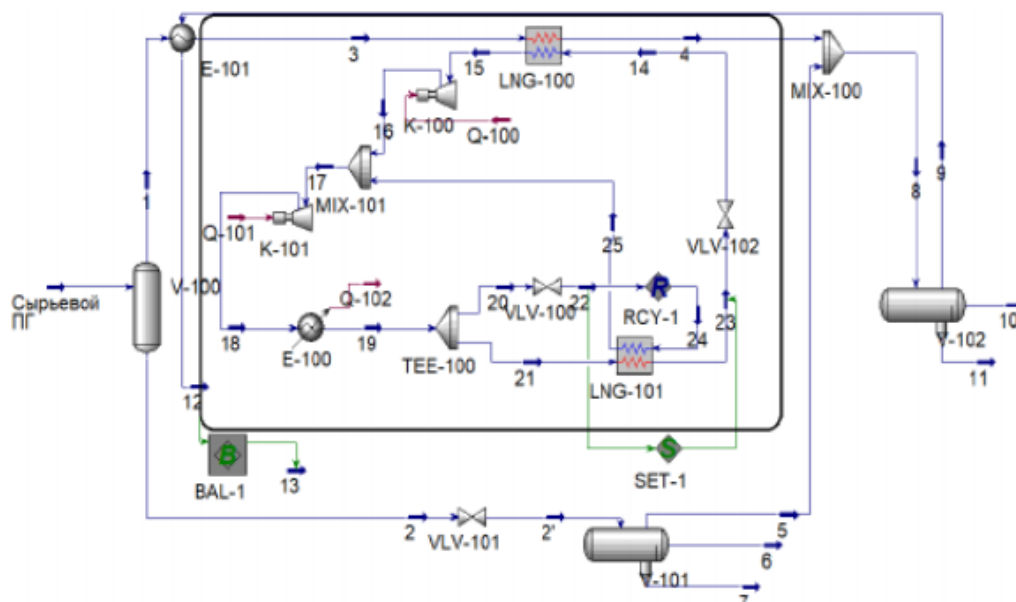 E-101
3
LNG-100
4
15
14
MIX-100
K-100
16
Q-100
1
8
9
17
MIX-101
Q-101
K-101
25
VLV-102
Сырьевой
ПГ
V-100
Q-102
20
VLV-100
22
R
RCY-1
23
24
18
E-100
19
TEE-100
21
LNG-101
V-102
10
11
12
B
BAL-1
13
S
SET-1
2
VLV-101
2'
5
6
V-101
7